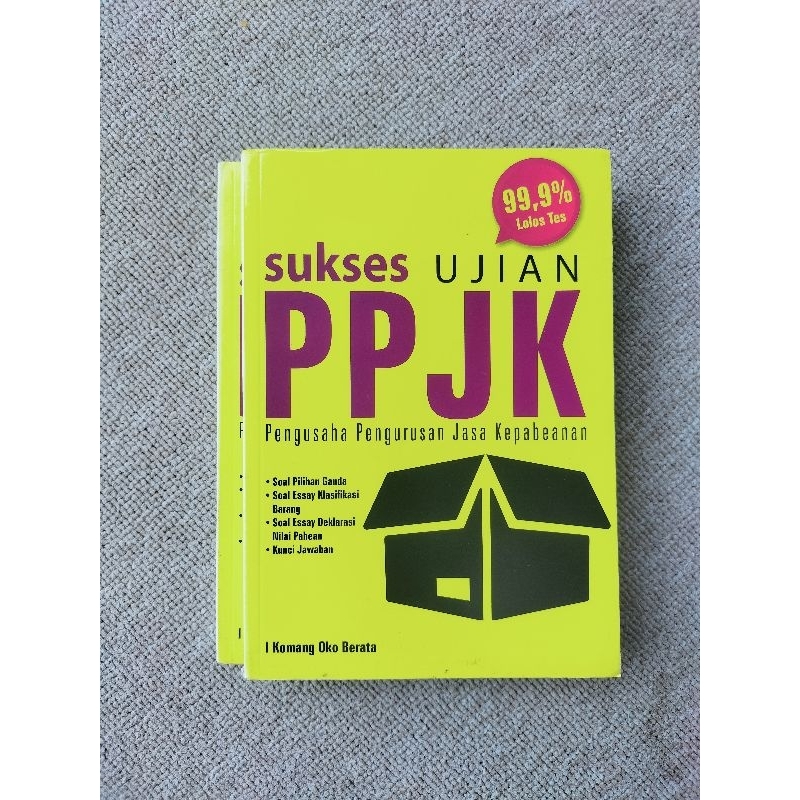 99,9%
Lolos Tes
sukses UJIAN
PPJK
Pengusaha Pengurusan Jasa Kepabeanan
• Soal Pilihan Ganda
• Soal Essay Klasifikasi
Barang
• Soal Essay Deklarasi
Nilai Pabean
• Kunci Jawaban
I Komang Oko Berata